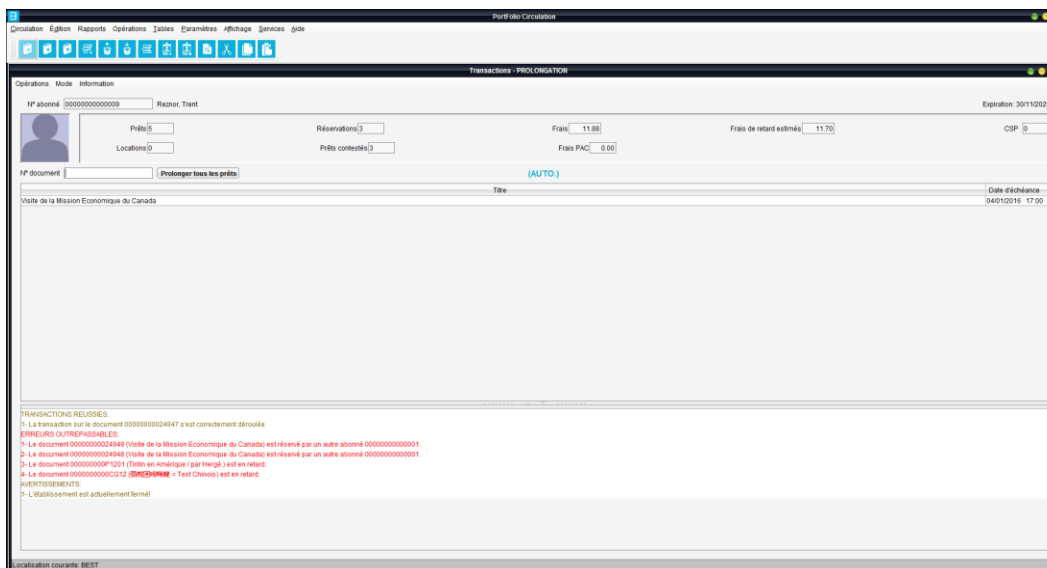 PortFolio Circulation
Circulation Égition Rapports Opérations Tables Paramètres Affichage Services Aide
Transactions - PROLONGATION
Opérations Mode Information
N° abonné 00000000000009 Reznor, Trent Expiration: 30/11/202
Prêts 5 Réservations 3 Frais 11.88 Frais de retard estimés 11.70 CSP 0
Locations 0 Prêts contestés 3 Frais PAC 0.00
N° document Prolonger tous les prêts (AUTO.)
Titre Date d'échéance
Visite de la Mission Economique du Canada 04/01/2016 17:00
TRANSACTIONS REUSSIES:
1- La transaction sur le document 00000000024947 s'est correctement déroulée.
ERREURS OUTREPASSABLES:
1- Le document 00000000024949 (Visite de la Mission Economique du Canada) est réservé par un autre abonné 00000000000001.
2- Le document 00000000024948 (Visite de la Mission Economique du Canada) est réservé par un autre abonné 00000000000001.
3- Le document 000000000P1201 (Tintin en Amérique / par Hergé.) est en retard.
4- Le document 0000000000CG12 ( = Test Chinois) est en retard.
AVERTISSEMENTS:
1- L'établissement est actuellement fermé!
Localisation courante: BEST